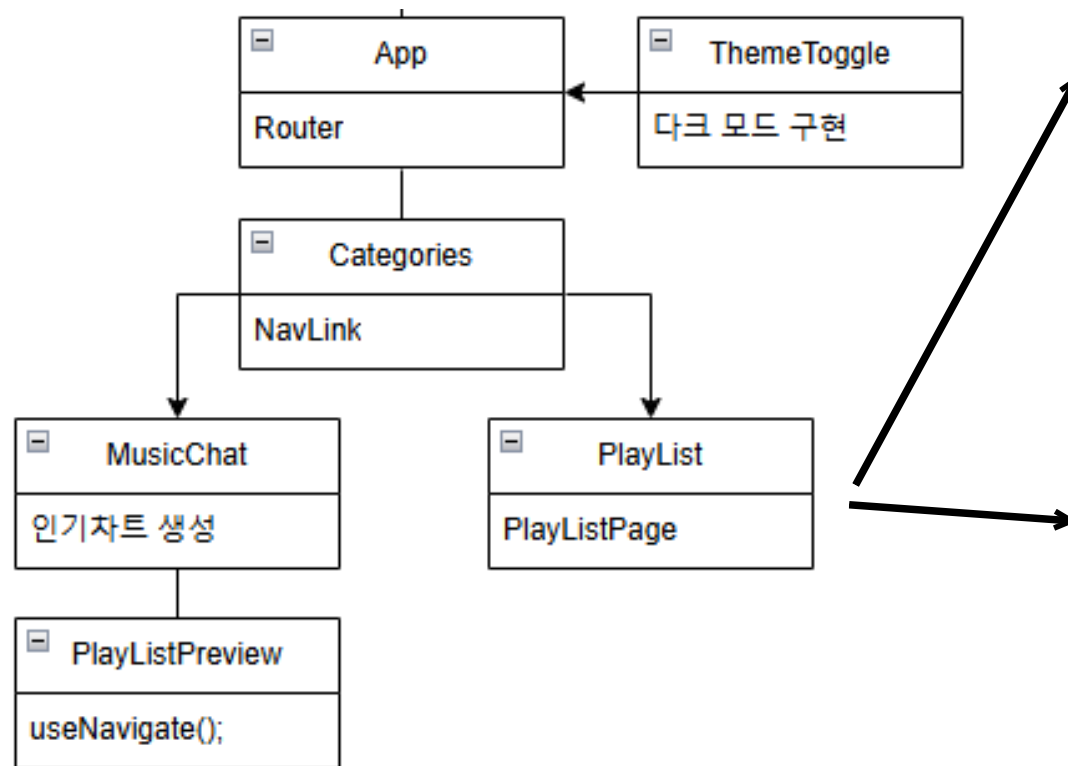 App
Router
ThemeToggle
다크 모드 구현
Categories
NavLink
MusicChat
인기차트 생성
PlayList
PlayListPage
PlayListPreview
useNavigate();